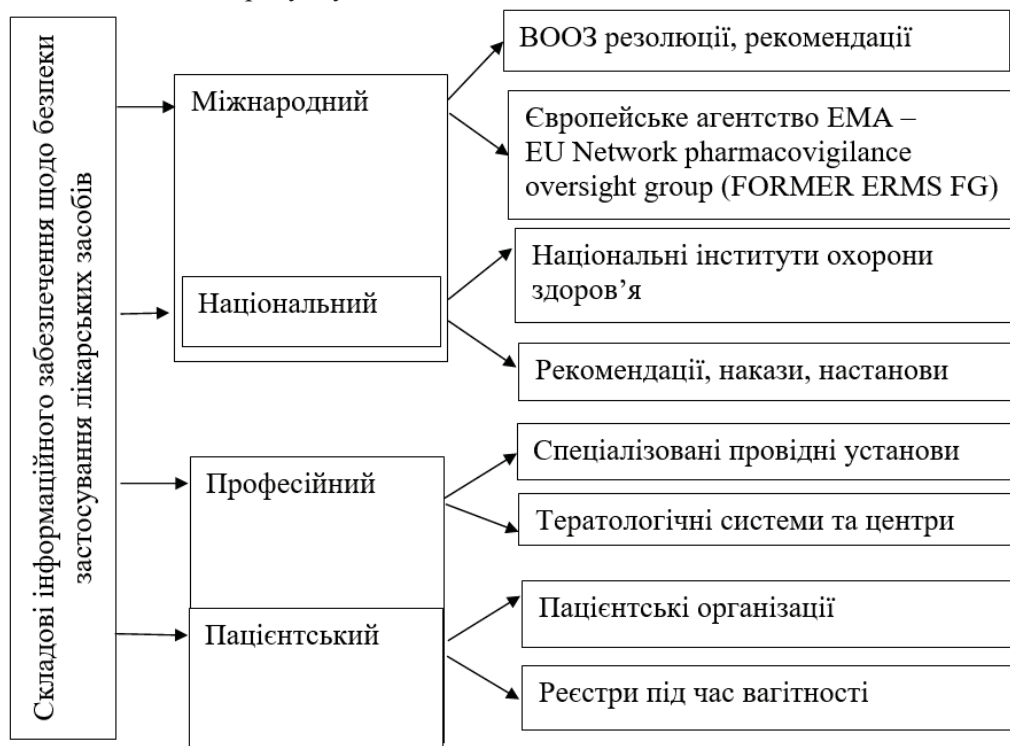 Складові інформаційного забезпечення щодо безпеки
застосування лікарських засобів
Міжнародний
ВООЗ резолюції, рекомендації
Європейське агентство ЕМА –
EU Network pharmacovigilance
oversight group (FORMER ERMS FG)
Національний
Національні інститути охорони
здоров’я
Рекомендації, накази, настанови
Професійний
Спеціалізовані провідні установи
Тератологічні системи та центри
Пацієнтський
Пацієнтські організації
Реєстри під час вагітності